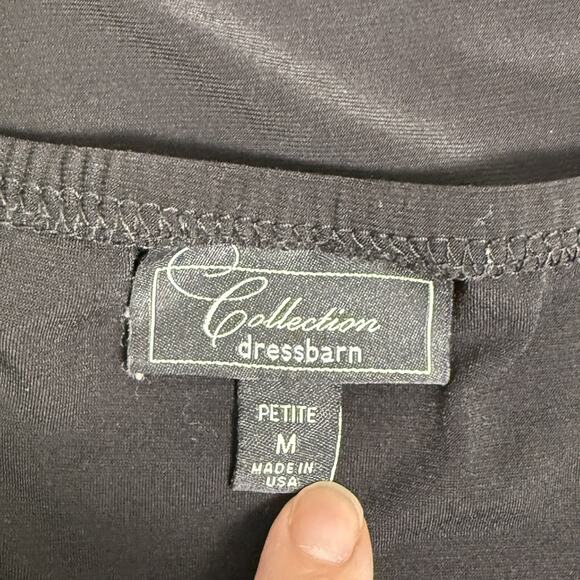 Collection
dressbarn
PETITE
M
MADE IN
USA